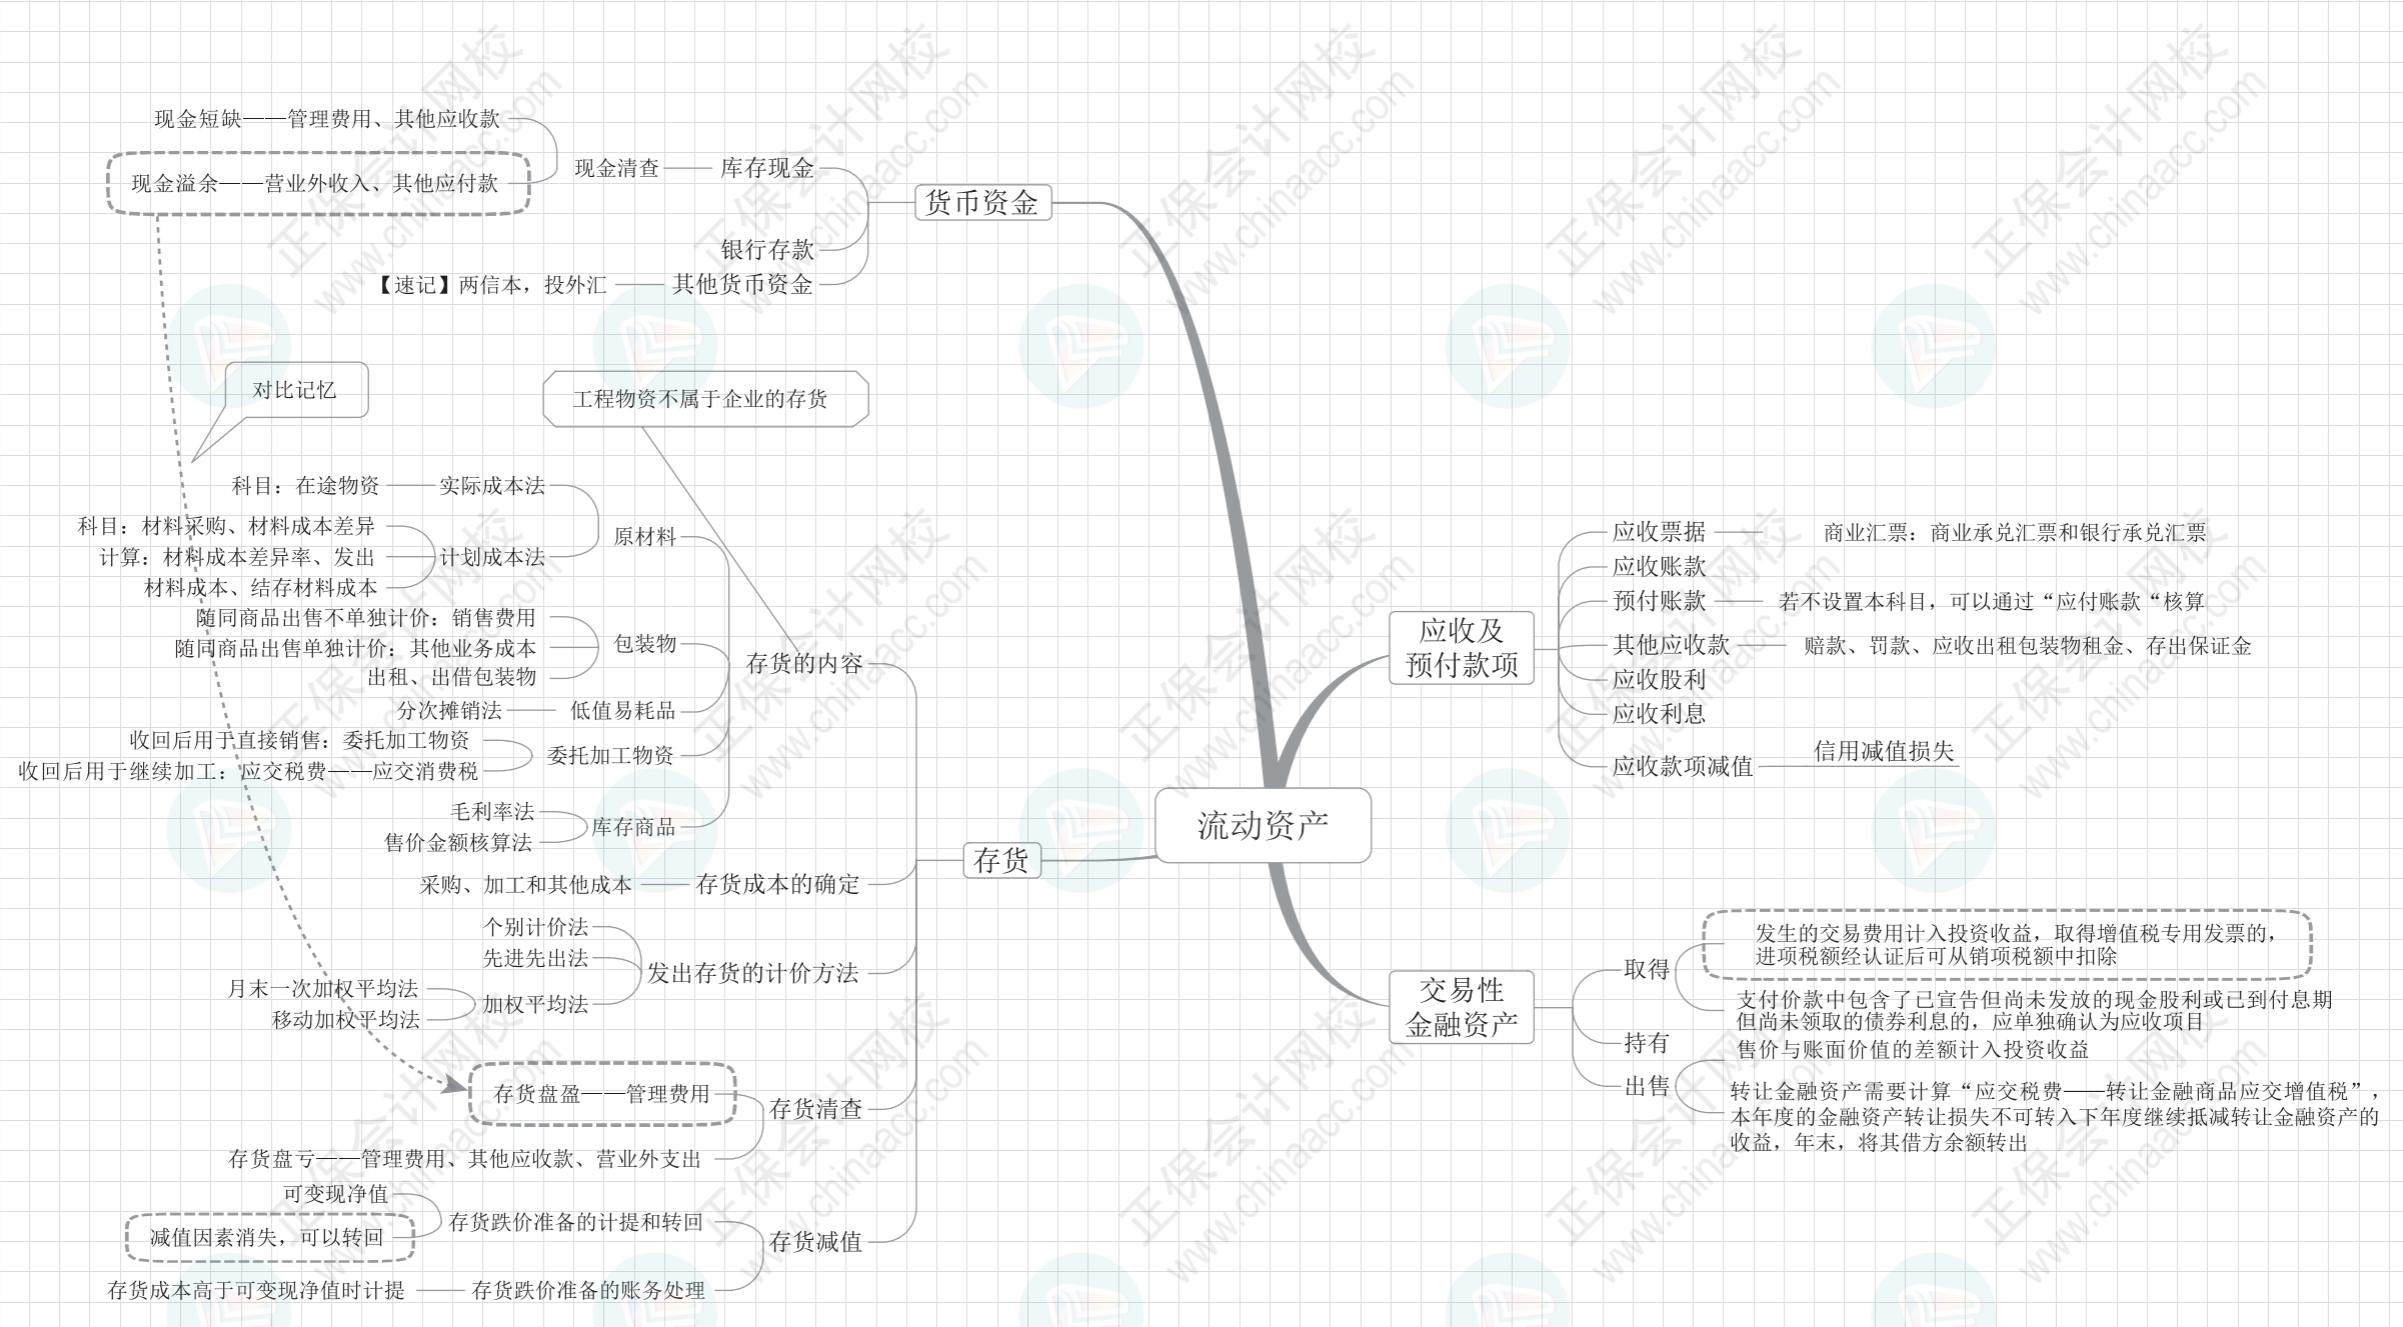 流动资产
货币资金
库存现金
现金清查
现金短缺——管理费用、其他应收款
现金溢余——营业外收入、其他应付款
银行存款
其他货币资金
【速记】两信本，投外汇
对比记忆
工程物资不属于企业的存货
存货
存货的内容
原材料
实际成本法
科目：在途物资
计划成本法
科目：材料采购、材料成本差异
计算：材料成本差异率、发出
材料成本、结存材料成本
包装物
随同商品出售不单独计价：销售费用
随同商品出售单独计价：其他业务成本
出租、出借包装物
低值易耗品
分次摊销法
委托加工物资
收回后用于直接销售：委托加工物资
收回后用于继续加工：应交税费——应交消费税
库存商品
毛利率法
售价金额核算法
存货成本的确定
采购、加工和其他成本
发出存货的计价方法
个别计价法
先进先出法
加权平均法
月末一次加权平均法
移动加权平均法
存货清查
存货盘盈——管理费用
存货盘亏——管理费用、其他应收款、营业外支出
存货减值
存货跌价准备的计提和转回
可变现净值
减值因素消失，可以转回
存货跌价准备的账务处理
存货成本高于可变现净值时计提
应收及
预付款项
应收票据
商业汇票：商业承兑汇票和银行承兑汇票
应收账款
预付账款
若不设置本科目，可以通过“应付账款“核算
其他应收款
赔款、罚款、应收出租包装物租金、存出保证金
应收股利
应收利息
应收款项减值
信用减值损失
交易性
金融资产
取得
发生的交易费用计入投资收益，取得增值税专用发票的，
进项税额经认证后可从销项税额中扣除
支付价款中包含了已宣告但尚未发放的现金股利或已到付息期
但尚未领取的债券利息的，应单独确认为应收项目
持有
出售
售价与账面价值的差额计入投资收益
转让金融资产需要计算“应交税费——转让金融商品应交增值税”，
本年度的金融资产转让损失不可转入下年度继续抵减转让金融资产的
收益，年末，将其借方余额转出
正保会计网校
www.chinaacc.com